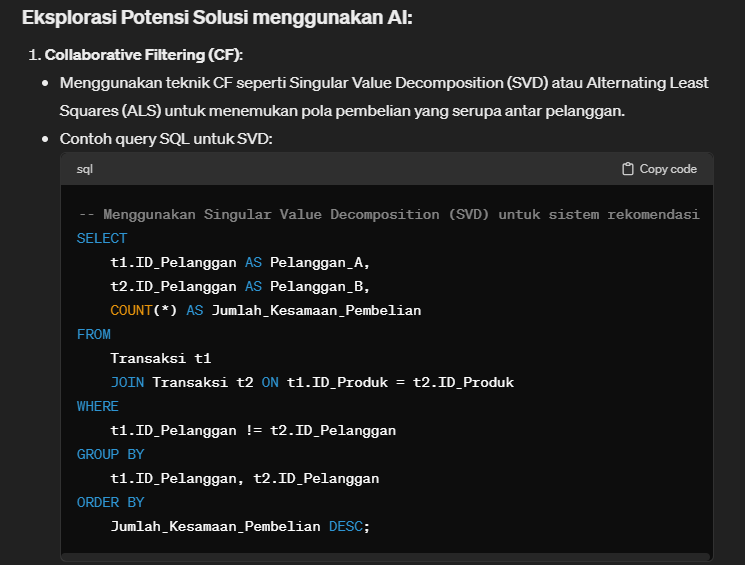 Eksplorasi Potensi Solusi menggunakan AI:
1. Collaborative Filtering (CF):
• Menggunakan teknik CF seperti Singular Value Decomposition (SVD) atau Alternating Least
Squares (ALS) untuk menemukan pola pembelian yang serupa antar pelanggan.
• Contoh query SQL untuk SVD:
sql Copy code
-- Menggunakan Singular Value Decomposition (SVD) untuk sistem rekomendasi
SELECT
    t1.ID_Pelanggan AS Pelanggan_A,
    t2.ID_Pelanggan AS Pelanggan_B,
    COUNT(*) AS Jumlah_Kesamaan_Pembelian
FROM
    Transaksi t1
    JOIN Transaksi t2 ON t1.ID_Produk = t2.ID_Produk
WHERE
    t1.ID_Pelanggan != t2.ID_Pelanggan
GROUP BY
    t1.ID_Pelanggan, t2.ID_Pelanggan
ORDER BY
    Jumlah_Kesamaan_Pembelian DESC;